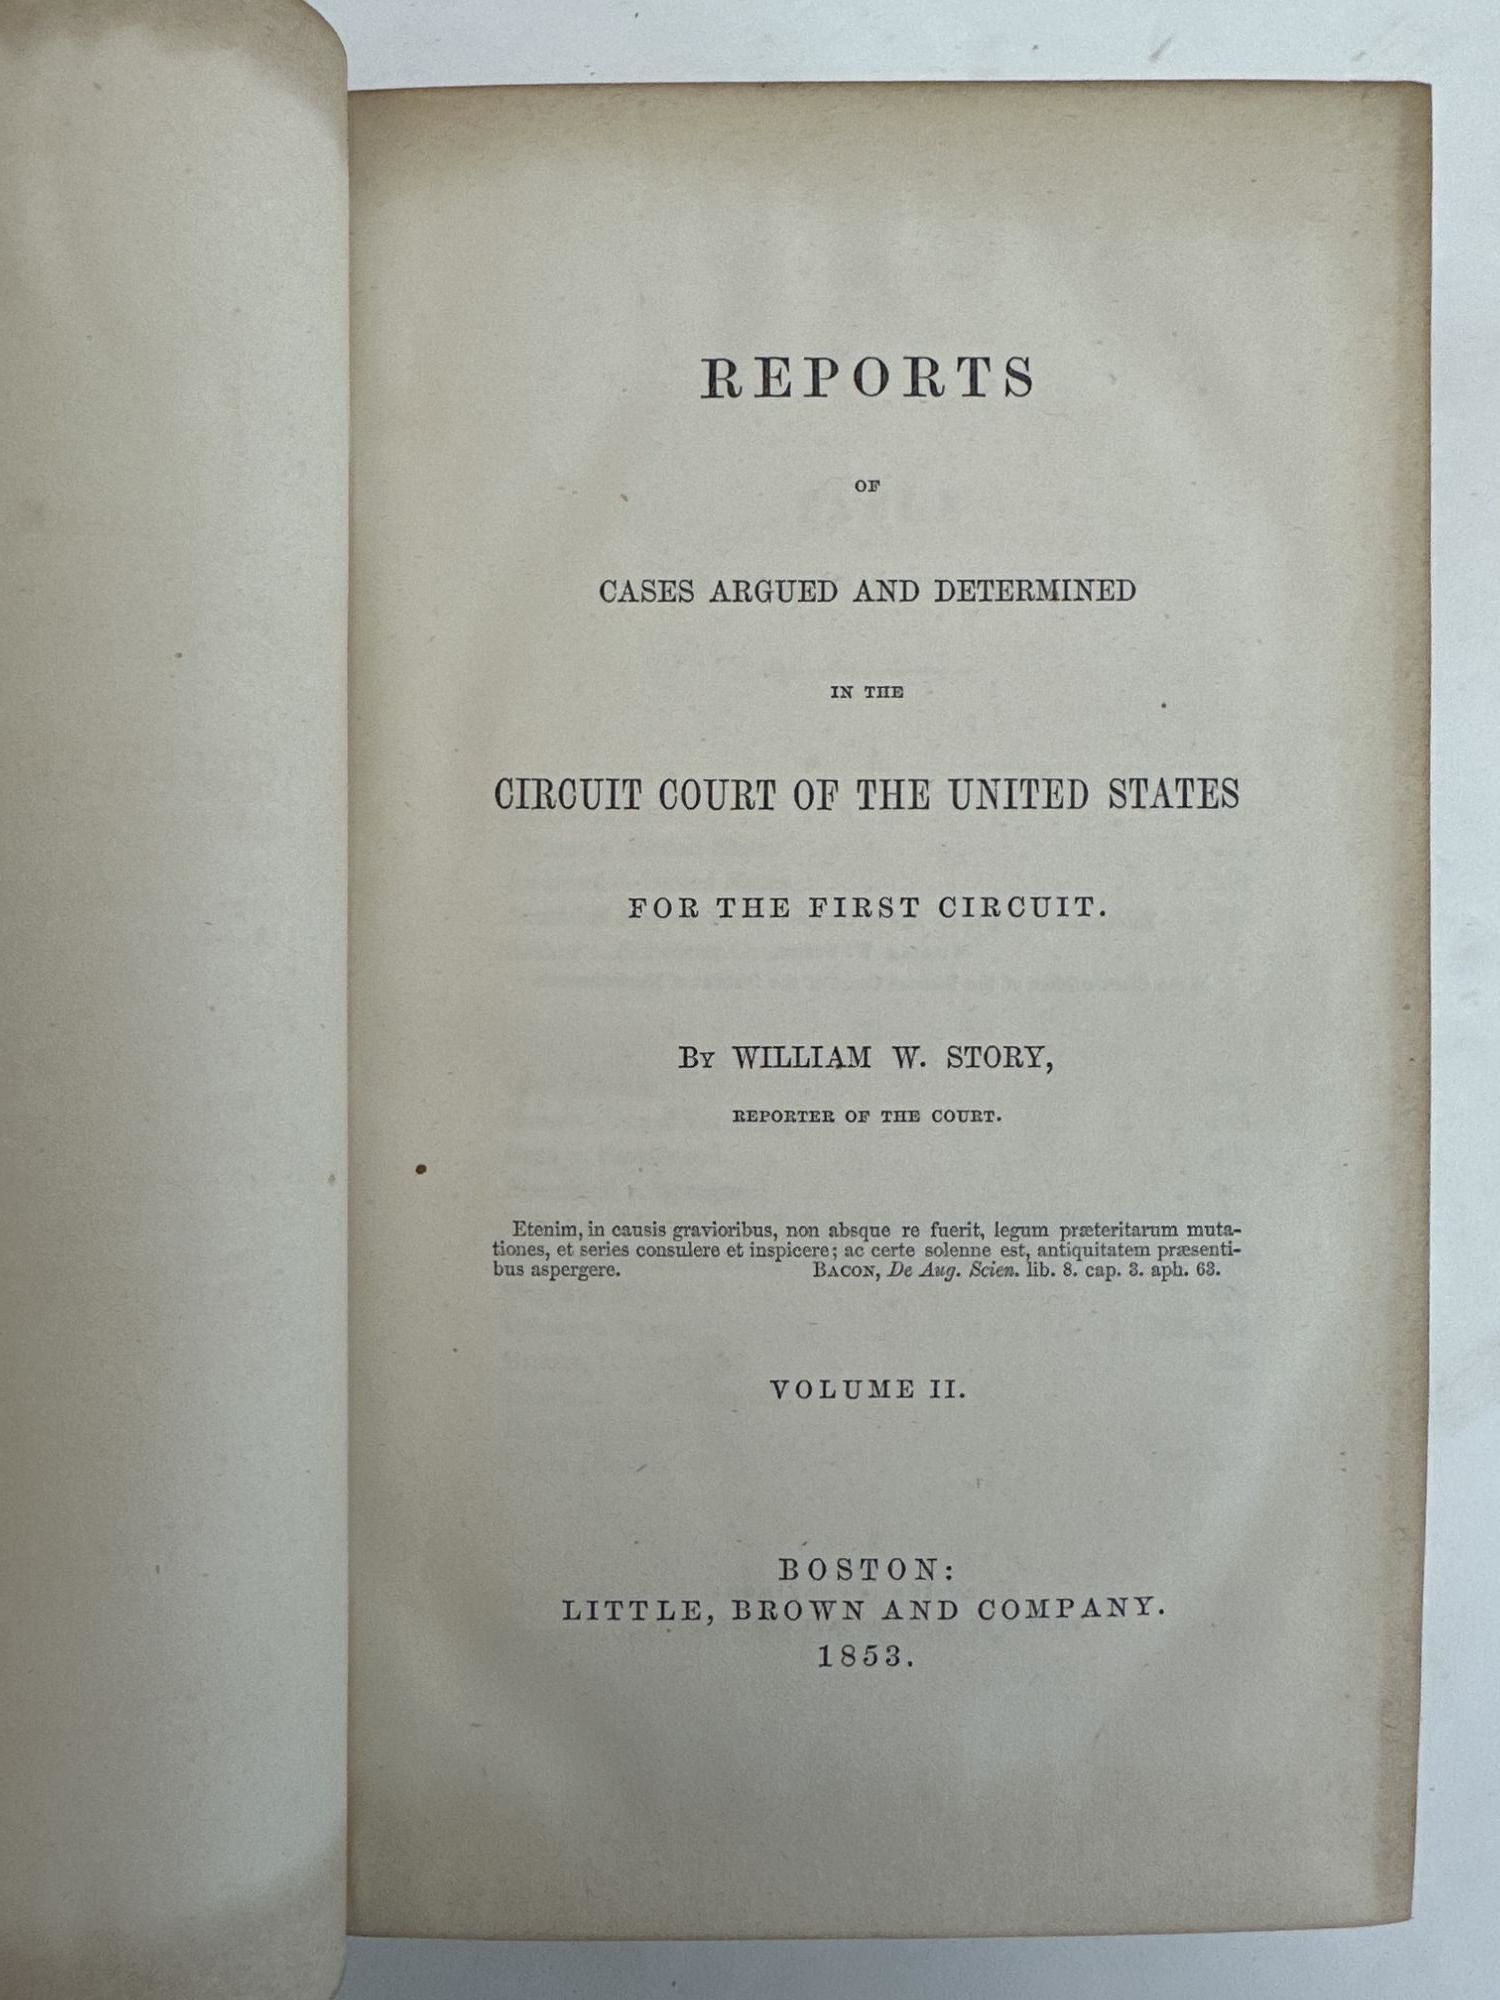 REPORTS
OF
CASES ARGUED AND DETERMINED
IN THE
CIRCUIT COURT OF THE UNITED STATES
FOR THE FIRST CIRCUIT.
BY WILLIAM W. STORY,
REPORTER OF THE COURT.
Etenim, in causis gravioribus, non absque re fuerit, legum præteritarum muta-
tiones, et series consulere et inspicere; ac certe solenne est, antiquitatem præsenti-
bus aspergere. BACON, De Aug. Scien. lib. 8. cap. 3. aph. 63.
VOLUME II.
BOSTON:
LITTLE, BROWN AND COMPANY.
1853.